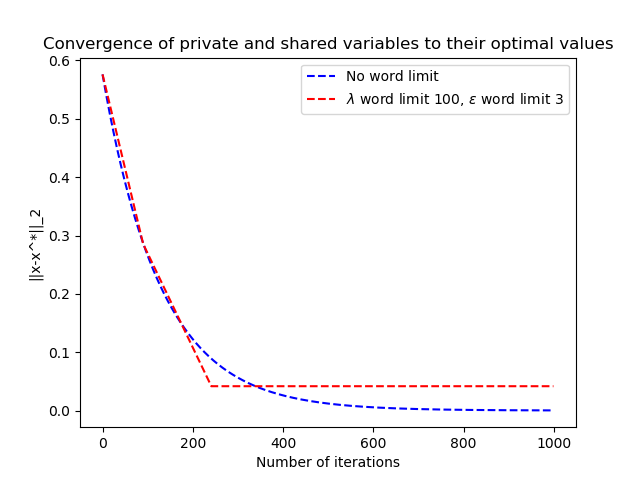 Convergence of private and shared variables to their optimal values
No word limit
λ word limit 100, ε word limit 3
||x-x^*||_2
0.6
0.5
0.4
0.3
0.2
0.1
0.0
0 200 400 600 800 1000
Number of iterations